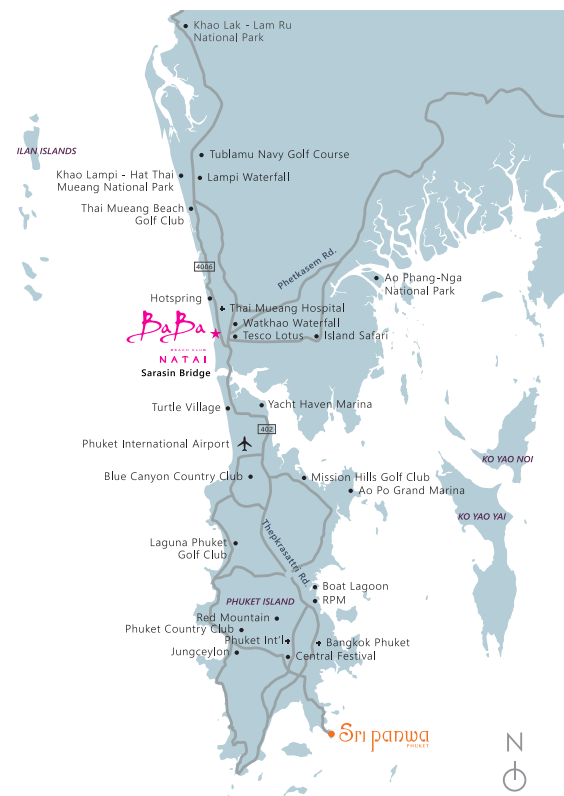 Khao Lak - Lam Ru
National Park
ILAN ISLANDS
Tublamu Navy Golf Course
Khao Lampi - Hat Thai
Mueang National Park
Lampi Waterfall
Thai Mueang Beach
Golf Club
Phetkasem Rd.
4006
Ao Phang-Nga
National Park
Hotspring
Thai Mueang Hospital
BaBa
BEACH CLUB
NATAI
Watkhao Waterfall
Tesco Lotus
Island Safari
Sarasin Bridge
Turtle Village
Yacht Haven Marina
402
Phuket International Airport
KO YAO NOI
Blue Canyon Country Club
Mission Hills Golf Club
Ao Po Grand Marina
KO YAO YAI
Thepkrasattri Rd.
Laguna Phuket
Golf Club
Boat Lagoon
RPM
PHUKET ISLAND
Red Mountain
Phuket Country Club
Phuket Int'l
Bangkok Phuket
Jungceylon
Central Festival
Sri panwa
PHUKET
N